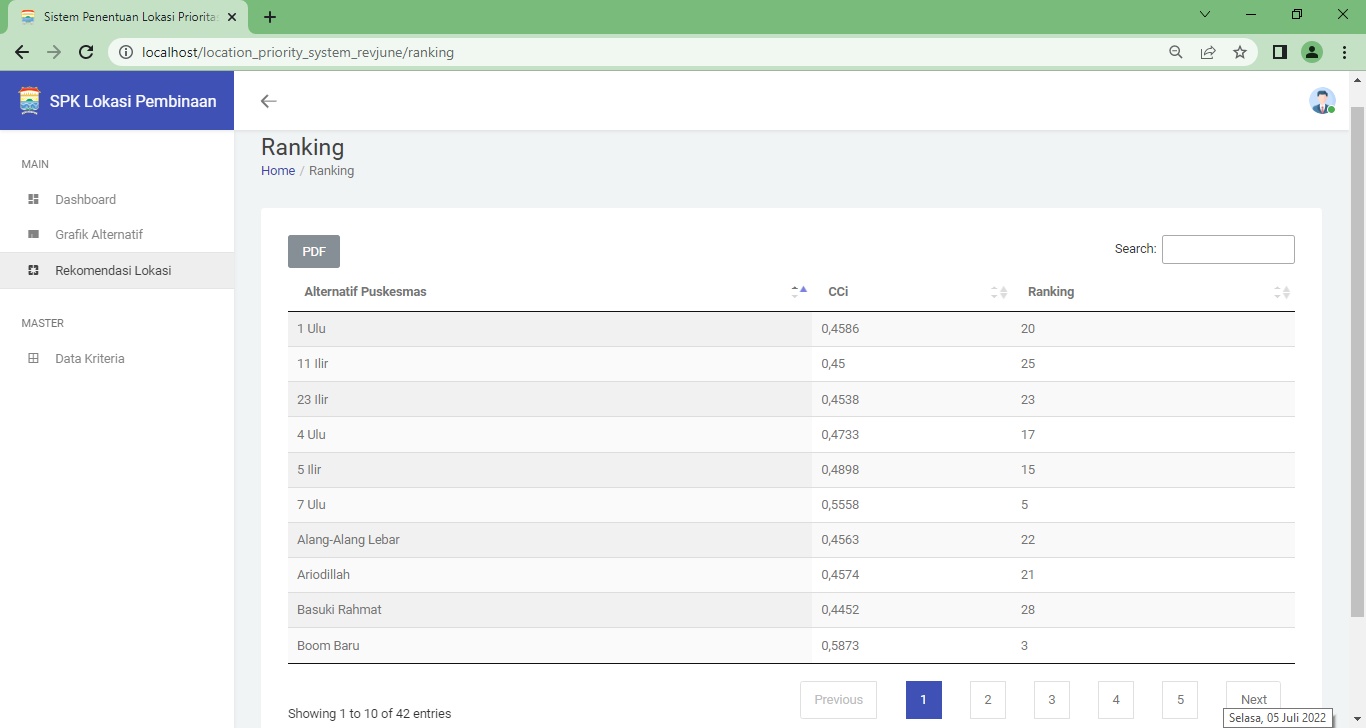 Sistem Penentuan Lokasi Priorita
localhost/location_priority_system_revjune/ranking
SPK Lokasi Pembinaan
MAIN
Dashboard
Grafik Alternatif
Rekomendasi Lokasi
MASTER
Data Kriteria
Ranking
Home / Ranking
PDF
Search:
Alternatif Puskesmas CCi Ranking
1 Ulu 0,4586 20
11 Ilir 0,45 25
23 Ilir 0,4538 23
4 Ulu 0,4733 17
5 Ilir 0,4898 15
7 Ulu 0,5558 5
Alang-Alang Lebar 0,4563 22
Ariodillah 0,4574 21
Basuki Rahmat 0,4452 28
Boom Baru 0,5873 3
Previous 1 2 3 4 5 Next
Showing 1 to 10 of 42 entries
Selasa, 05 Juli 2022